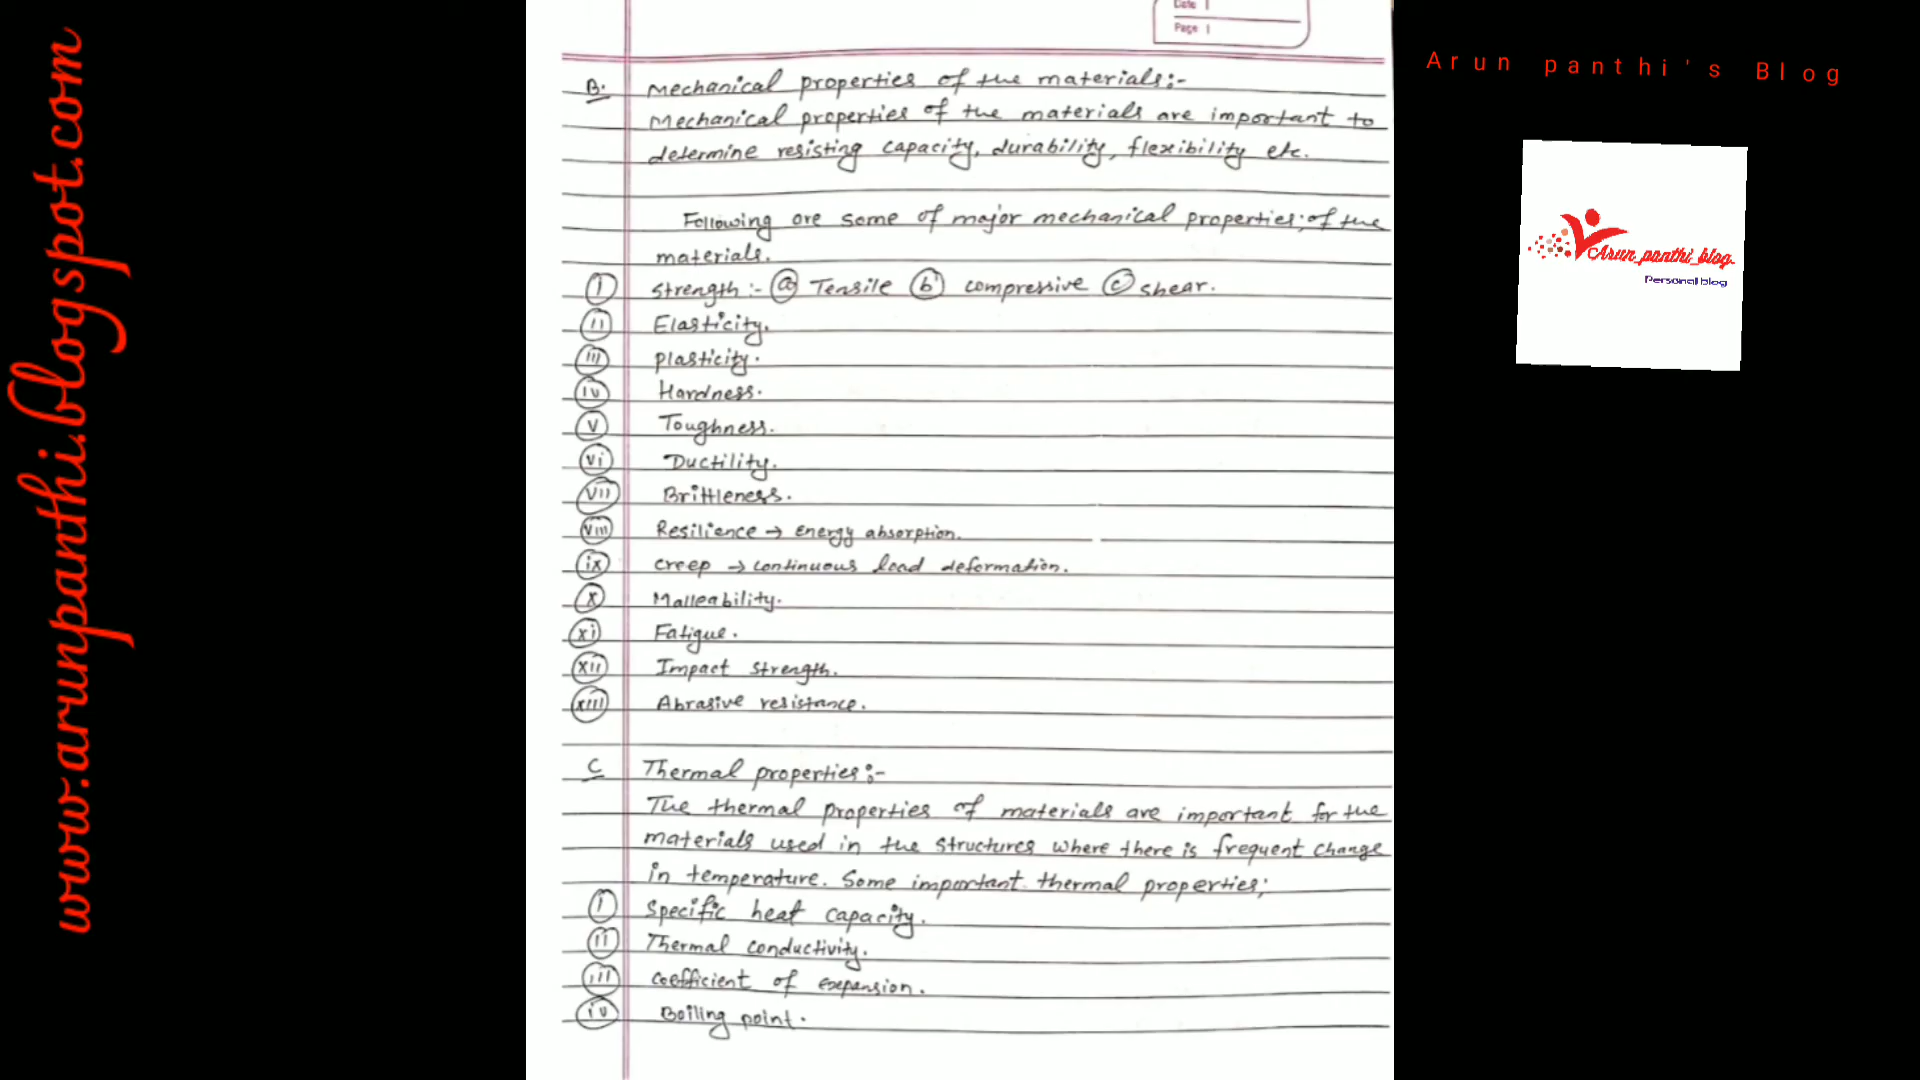 www.arunpanthi.blogspot.com
Date
Page
B. Mechanical properties of the materials:-
Mechanical properties of the materials are important to
determine resisting capacity, durability, flexibility etc.
Following are some of major mechanical properties; of the
materials.
(i) Strength:- (a) Tensile (b) compressive (c) shear.
(ii) Elasticity.
(iii) Plasticity.
(iv) Hardness.
(v) Toughness.
(vi) Ductility.
(vii) Brittleness.
(viii) Resilience → energy absorption.
(ix) Creep → continuous load deformation.
(x) Malleability.
(xi) Fatigue.
(xii) Impact strength.
(xiii) Abrasive resistance.
C Thermal properties:-
The thermal properties of materials are important for the
materials used in the structures where there is frequent change
in temperature. Some important thermal properties;
(i) Specific heat capacity.
(ii) Thermal conductivity.
(iii) Coefficient of expansion.
(iv) Boiling point.
Arun panthi's Blog
Arun_panthi_blog.
Personal blog